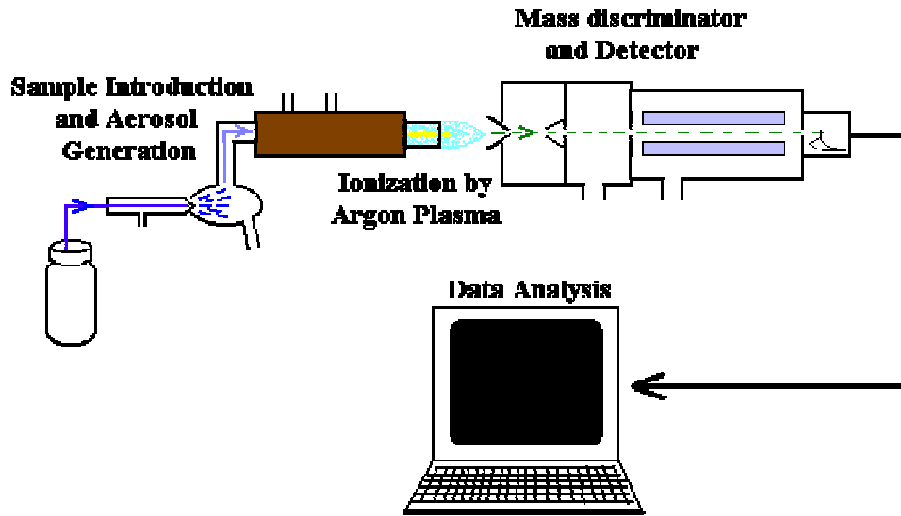 Mass discriminator
and Detector
Sample Introduction
and Aerosol
Generation
Ionization by
Argon Plasma
Data Analysis